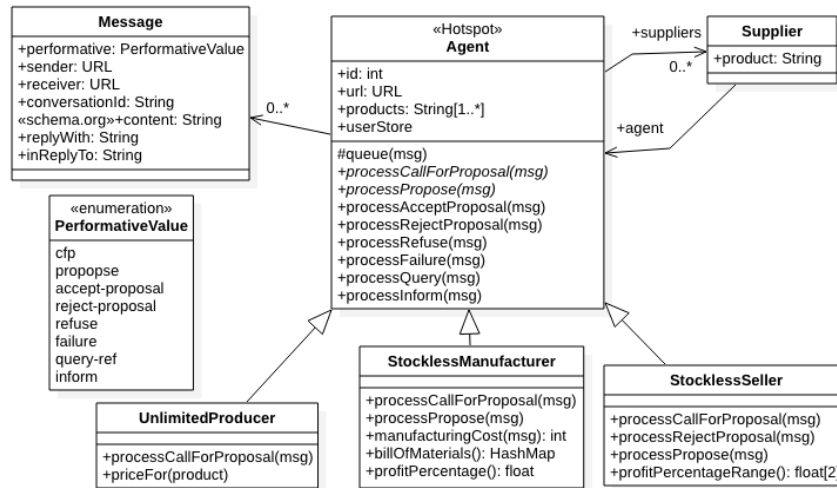 Message
+performative: PerformativeValue
+sender: URL
+receiver: URL
+conversationId: String
«schema.org»+content: String
+replyWith: String
+inReplyTo: String
0..*
«Hotspot»
Agent
+id: int
+url: URL
+products: String[1..*]
+userStore
#queue(msg)
+processCallForProposal(msg)
+processPropose(msg)
+processAcceptProposal(msg)
+processRejectProposal(msg)
+processRefuse(msg)
+processFailure(msg)
+processQuery(msg)
+processInform(msg)
+suppliers
0..*
Supplier
+product: String
+agent
«enumeration»
PerformativeValue
cfp
propopse
accept-proposal
reject-proposal
refuse
failure
query-ref
inform
UnlimitedProducer
+processCallForProposal(msg)
+priceFor(product)
StocklessManufacturer
+processCallForProposal(msg)
+processPropose(msg)
+manufacturingCost(msg): int
+billOfMaterials(): HashMap
+profitPercentage(): float
StocklessSeller
+processCallForProposal(msg)
+processRejectProposal(msg)
+processPropose(msg)
+profitPercentageRange(): float[2]